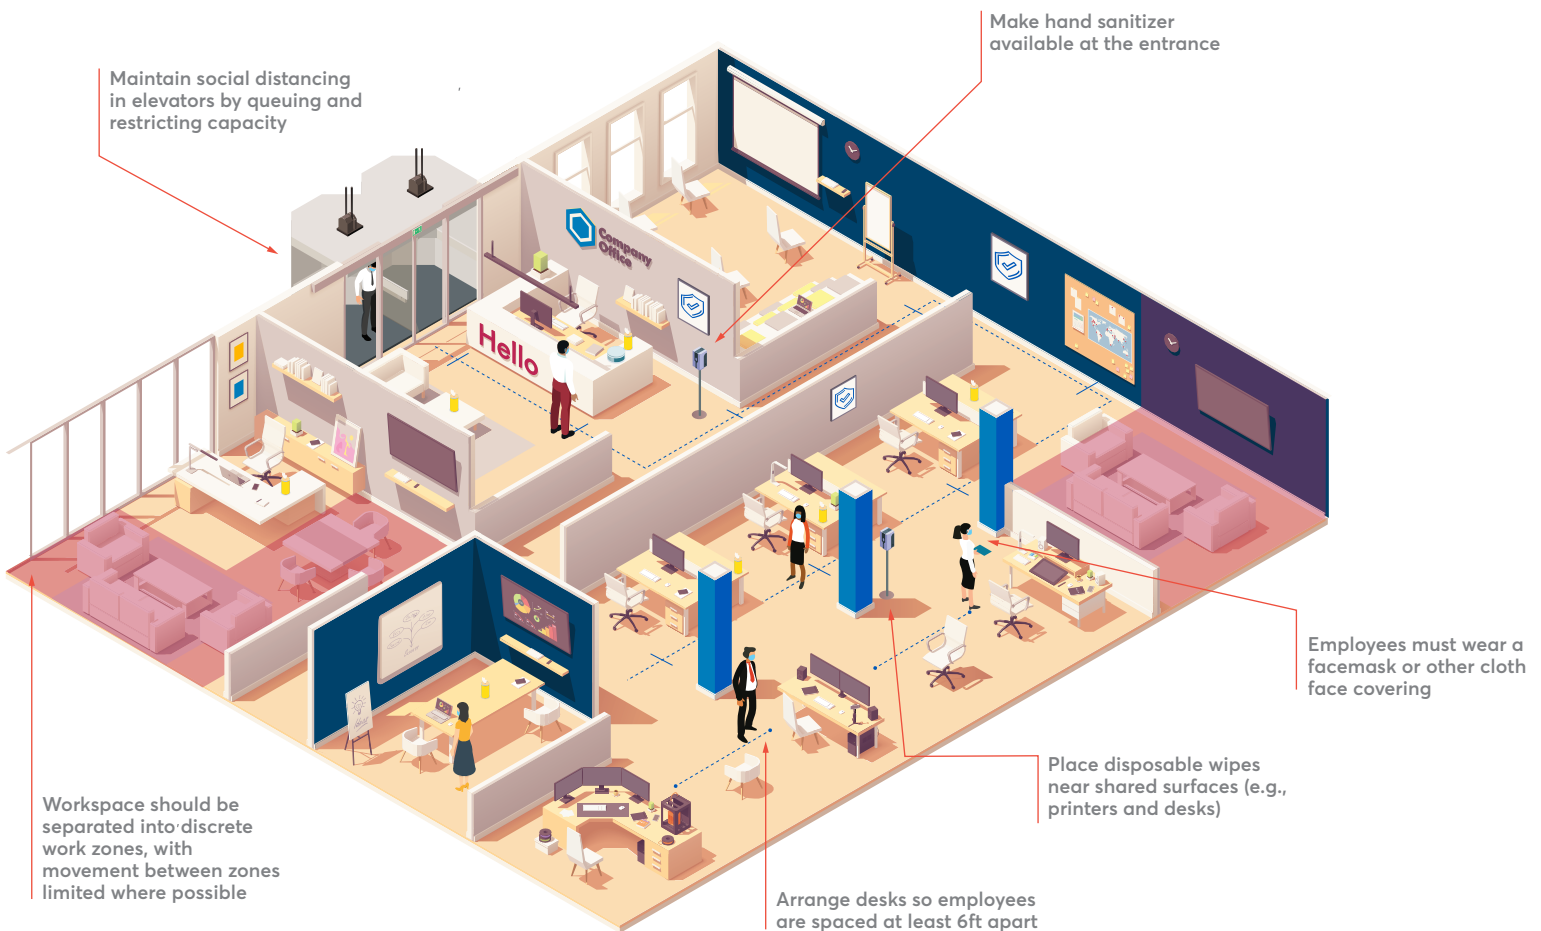 Make hand sanitizer
available at the entrance
Maintain social distancing
in elevators by queuing and
restricting capacity
Company
Office
Hello
Employees must wear a
facemask or other cloth
face covering
Place disposable wipes
near shared surfaces (e.g.,
printers and desks)
Workspace should be
separated into discrete
work zones, with
movement between zones
limited where possible
Arrange desks so employees
are spaced at least 6ft apart